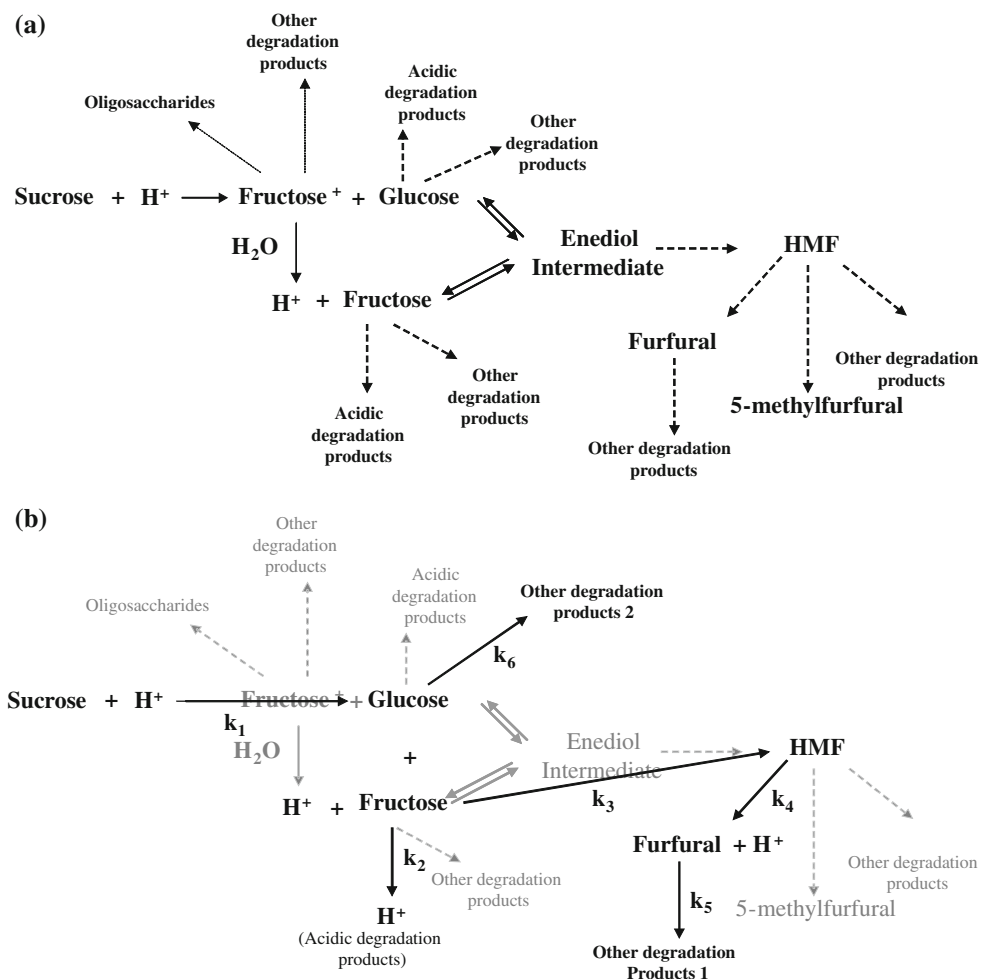 (a)
Other
degradation
products
Acidic
degradation
products
Oligosaccharides
Other
degradation
products
Sucrose + H⁺ Fructose ⁺ + Glucose
H₂O
Enediol
Intermediate
HMF
H⁺ + Fructose
Furfural
Other degradation
products
Other
degradation
products
5-methylfurfural
Acidic
degradation
products
Other degradation
products
(b)
Other
degradation
products
Acidic
degradation
products
Other degradation
products 2
Oligosaccharides
k₆
Sucrose + H⁺ Fructose ⁺ + Glucose
k₁
H₂O
+
Enediol
Intermediate
HMF
H⁺ + Fructose
k₃
k₄
Furfural + H⁺
k₂
Other degradation
products
Other degradation
products
k₅
5-methylfurfural
H⁺
(Acidic degradation
products)
Other degradation
Products 1